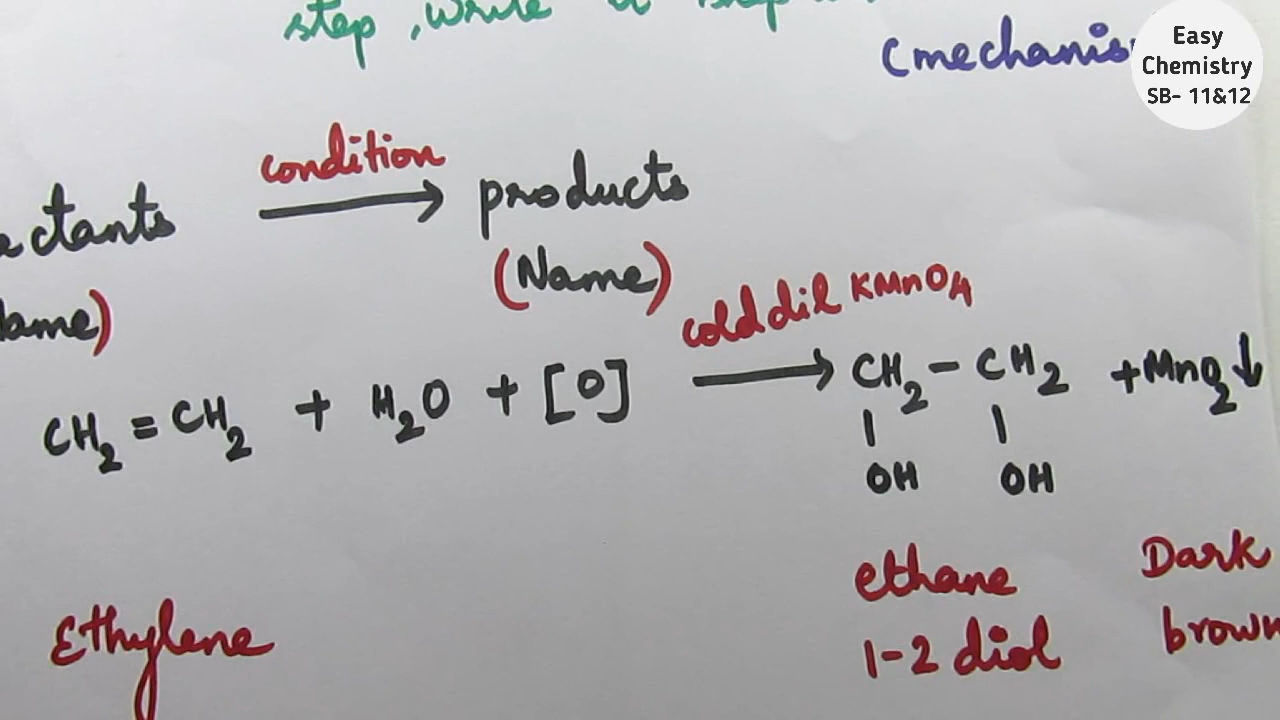 step, write
(mechanis
Easy
Chemistry
SB- 11&12
condition
ctants → products
(Name)
ame)
cold dil KMnO4
CH2 = CH2 + H2O + [O] → CH2 - CH2 + MnO2↓
| |
OH OH
Ethylene
ethane
1-2 diol
Dark
brown